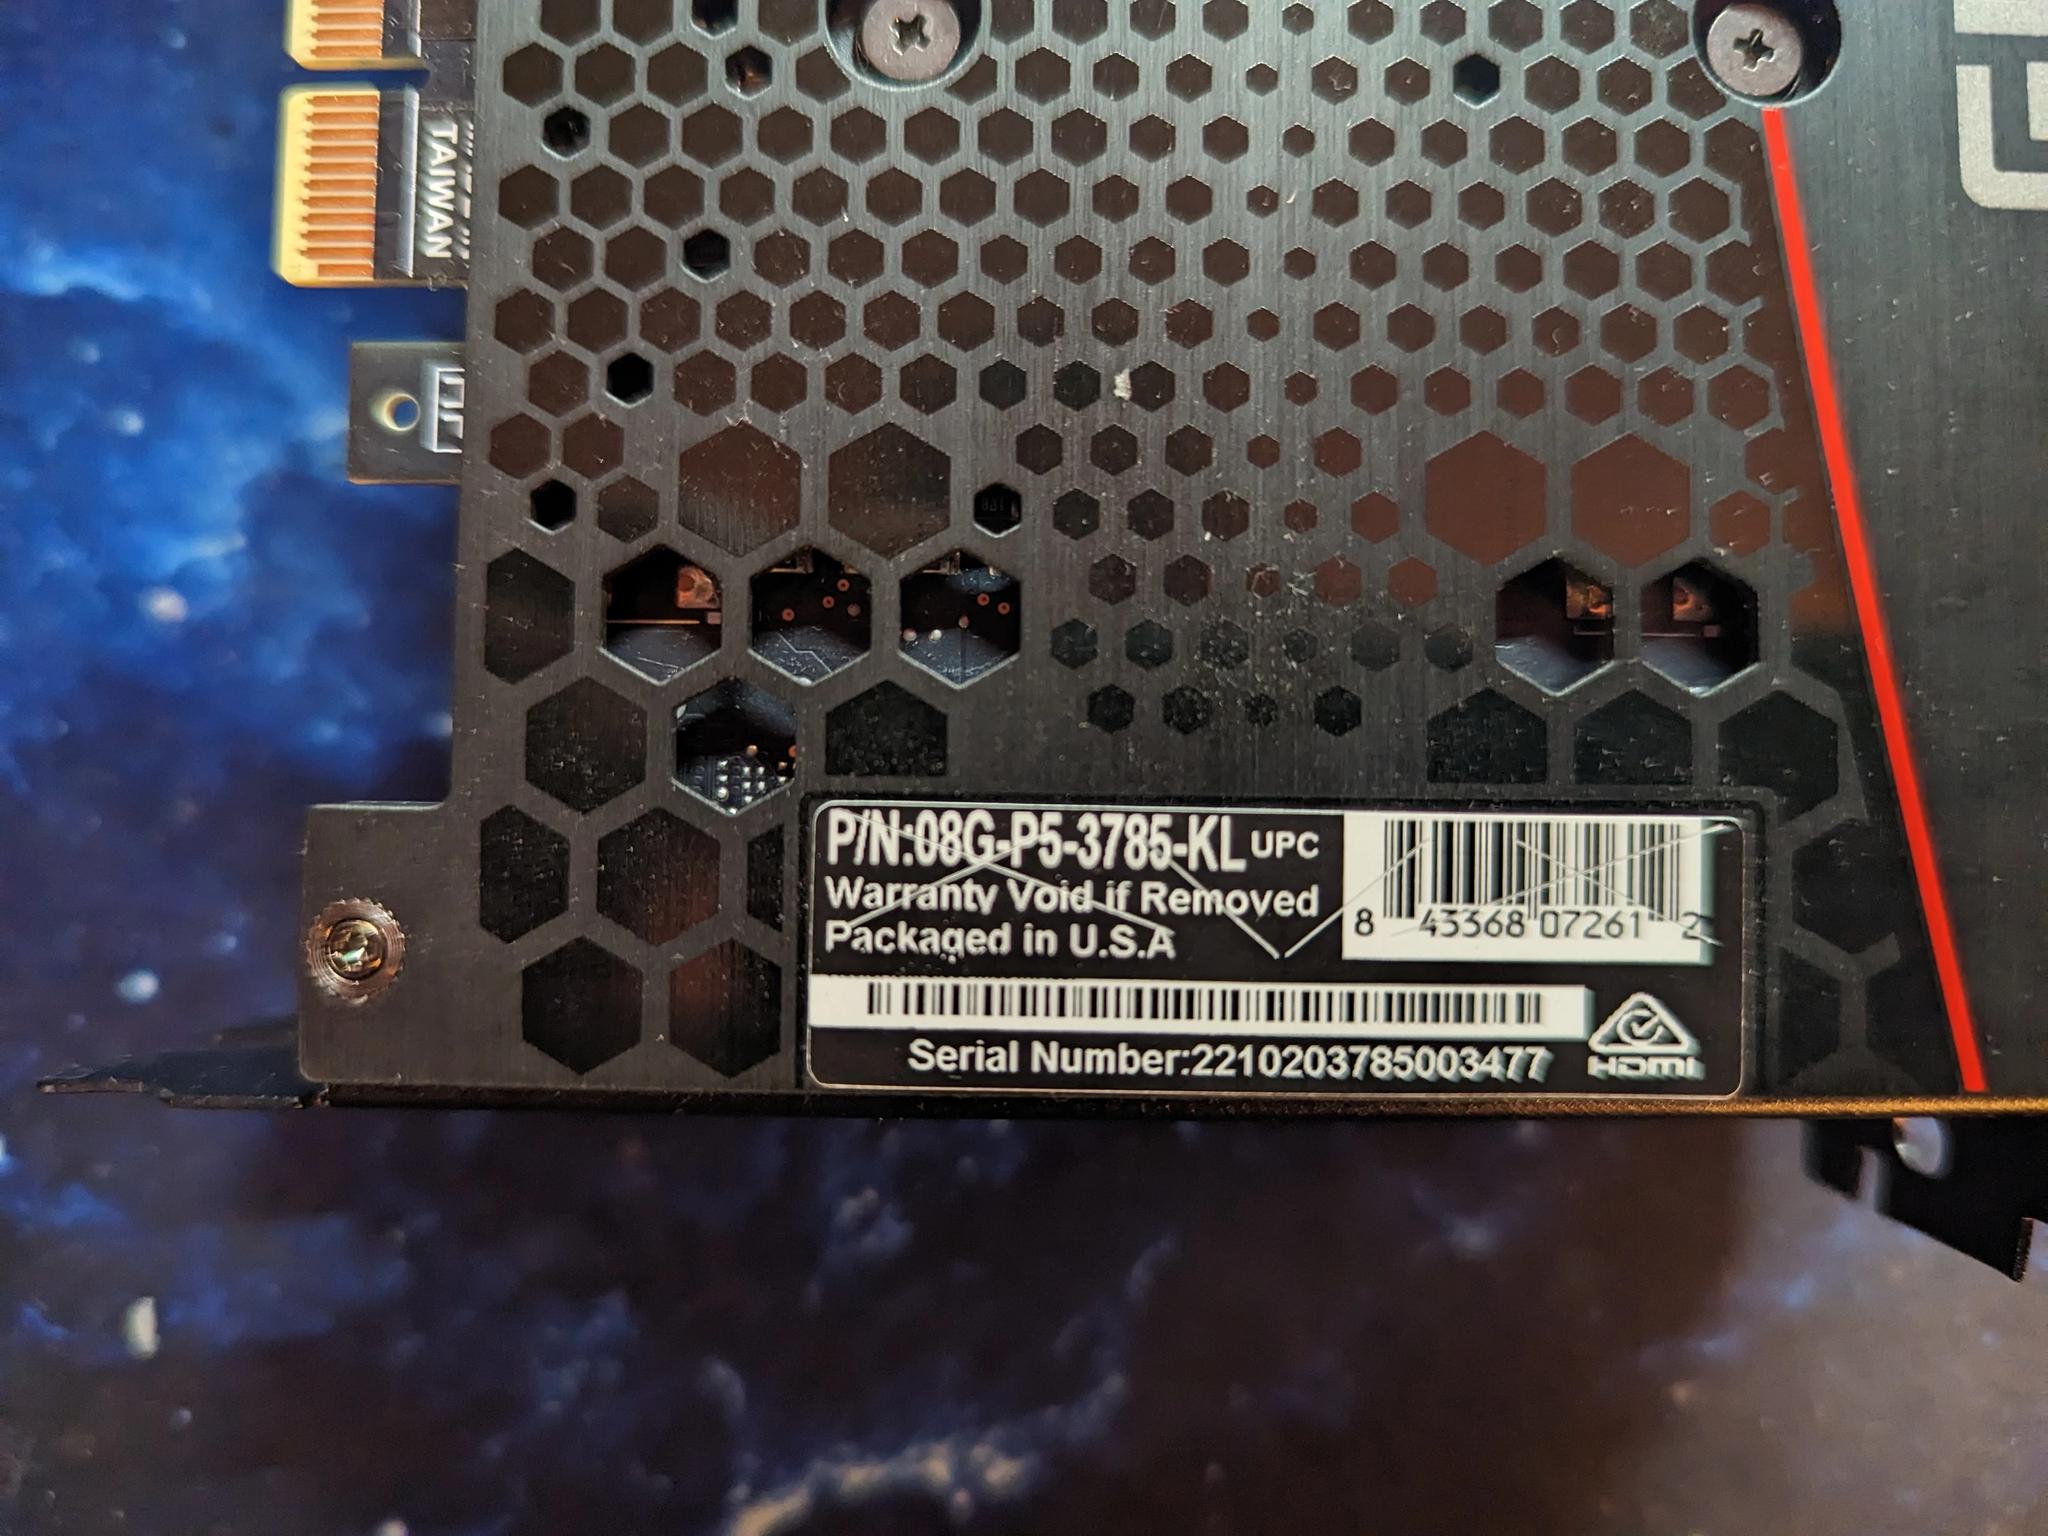 TAIWAN
P/N:08G-P5-3785-KL UPC
Warranty Void if Removed
Packaged in U.S.A
8 43368 07261 2
Serial Number:2210203785003477
HDMI